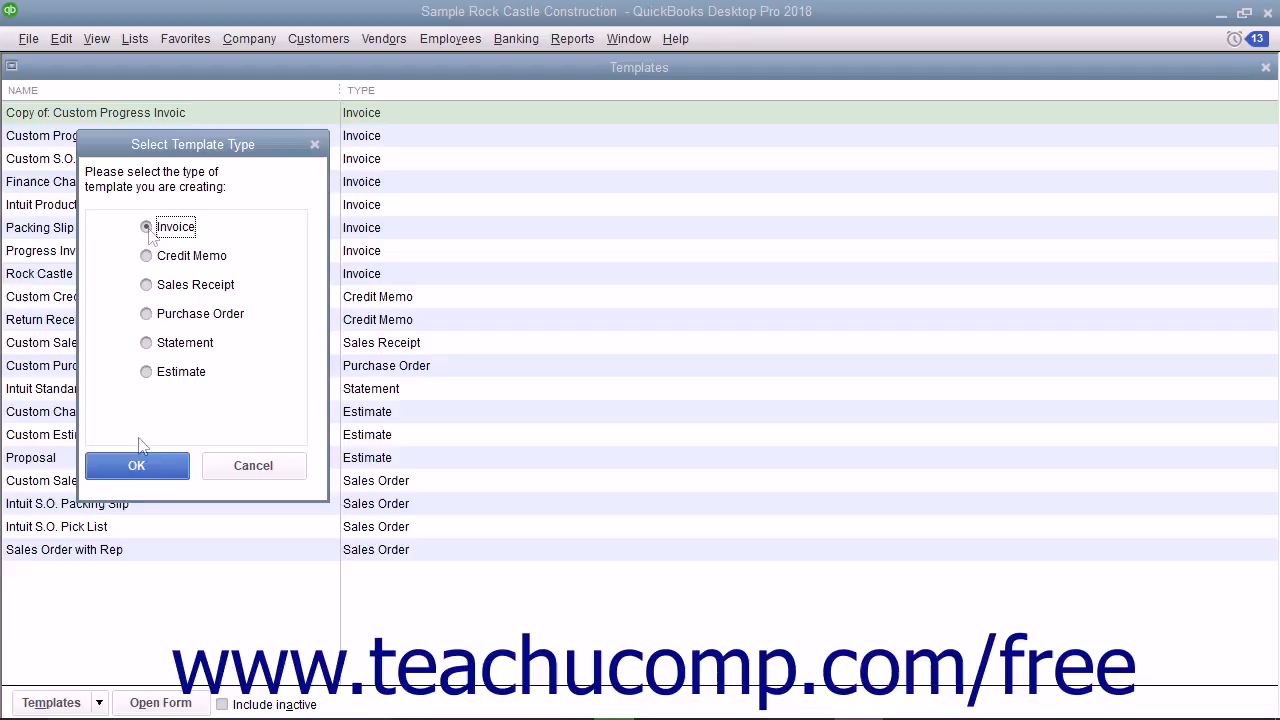 qb
Sample Rock Castle Construction - QuickBooks Desktop Pro 2018
File Edit View Lists Favorites Company Customers Vendors Employees Banking Reports Window Help 13
Templates
NAME TYPE
Copy of: Custom Progress Invoic Invoice
Custom Prog Invoice
Custom S.O. Invoice
Finance Cha Invoice
Intuit Product Invoice
Packing Slip Invoice
Progress Inv Invoice
Rock Castle Invoice
Custom Cred Credit Memo
Return Rece Credit Memo
Custom Sale Sales Receipt
Custom Purc Purchase Order
Intuit Standar Statement
Custom Cha Estimate
Custom Esti Estimate
Proposal Estimate
Custom Sale Sales Order
Intuit S.O. Packing Slip Sales Order
Intuit S.O. Pick List Sales Order
Sales Order with Rep Sales Order
Select Template Type
Please select the type of
template you are creating:
Invoice
Credit Memo
Sales Receipt
Purchase Order
Statement
Estimate
OK Cancel
www.teachucomp.com/free
Templates Open Form Include inactive